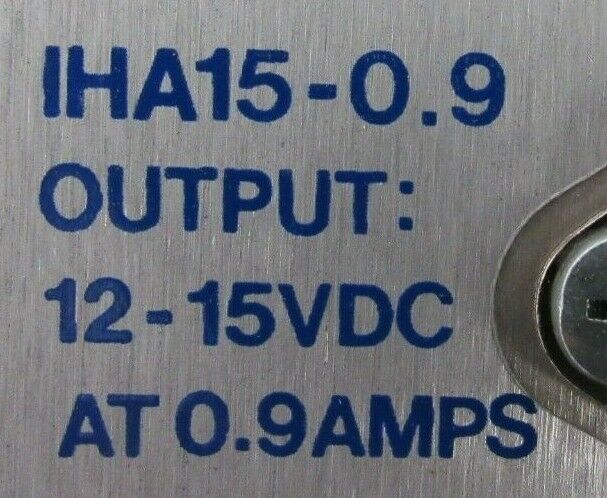 IHA15-0.9
OUTPUT:
12-15VDC
AT 0.9AMPS